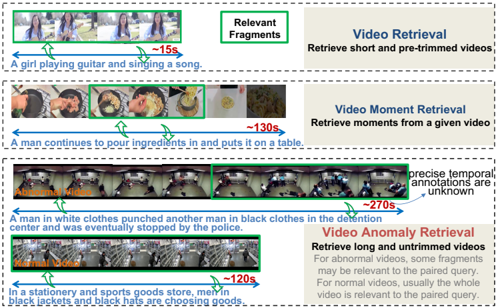 Relevant
Fragments
~15s
A girl playing guitar and singing a song.
Video Retrieval
Retrieve short and pre-trimmed videos
~130s
A man continues to pour ingredients in and puts it on a table.
Video Moment Retrieval
Retrieve moments from a given video
Abnormal Video
precise temporal
annotations are
unknown
~270s
A man in white clothes punched another man in black clothes in the detention
center and was eventually stopped by the police.
Normal Video
~120s
In a stationery and sports goods store, men in
black jackets and black hats are choosing goods.
Video Anomaly Retrieval
Retrieve long and untrimmed videos
For abnormal videos, some fragments
may be relevant to the paired query.
For normal videos, usually the whole
video is relevant to the paired query.